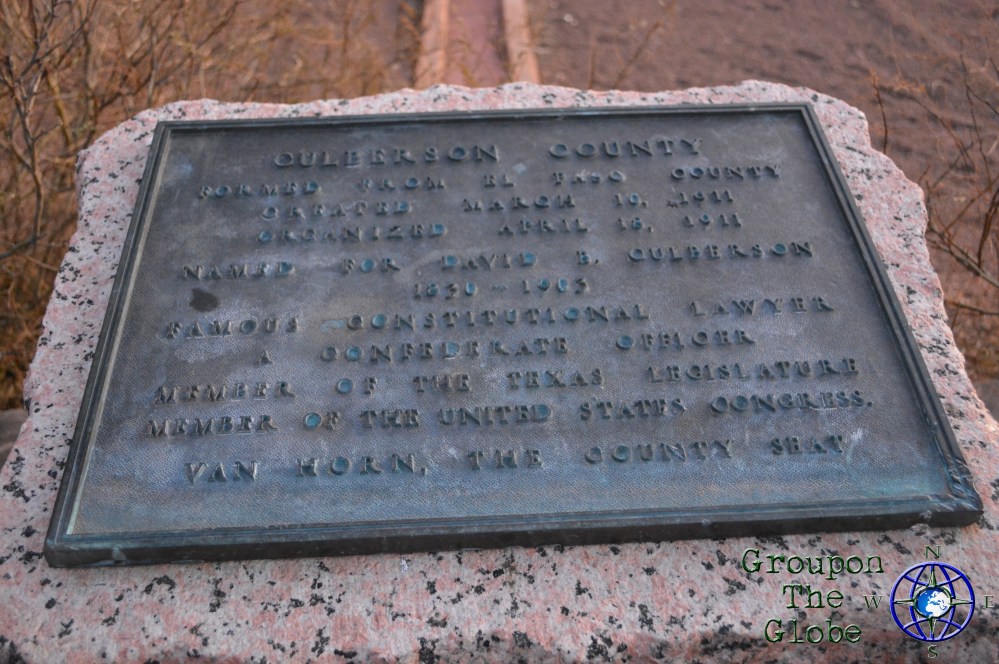 CULBERSON COUNTY
FORMED FROM EL PASO COUNTY
CREATED MARCH 10, 1911
ORGANIZED APRIL 18, 1911
NAMED FOR DAVID B. CULBERSON
1830 - 1903
FAMOUS CONSTITUTIONAL LAWYER
A CONFEDERATE OFFICER
MEMBER OF THE TEXAS LEGISLATURE
MEMBER OF THE UNITED STATES CONGRESS.
VAN HORN, THE COUNTY SEAT
Groupon
The
Globe
N
W E
S